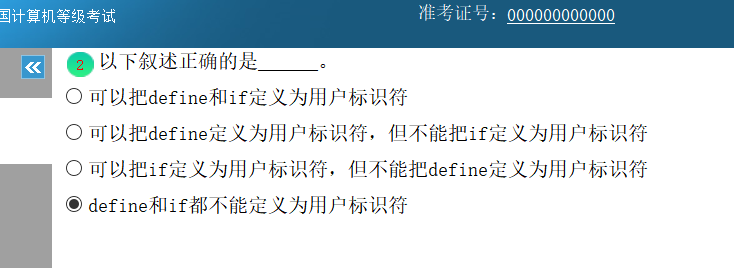 国计算机等级考试
准考证号：000000000000
2 以下叙述正确的是______。
可以把define和if定义为用户标识符
可以把define定义为用户标识符，但不能把if定义为用户标识符
可以把if定义为用户标识符，但不能把define定义为用户标识符
define和if都不能定义为用户标识符